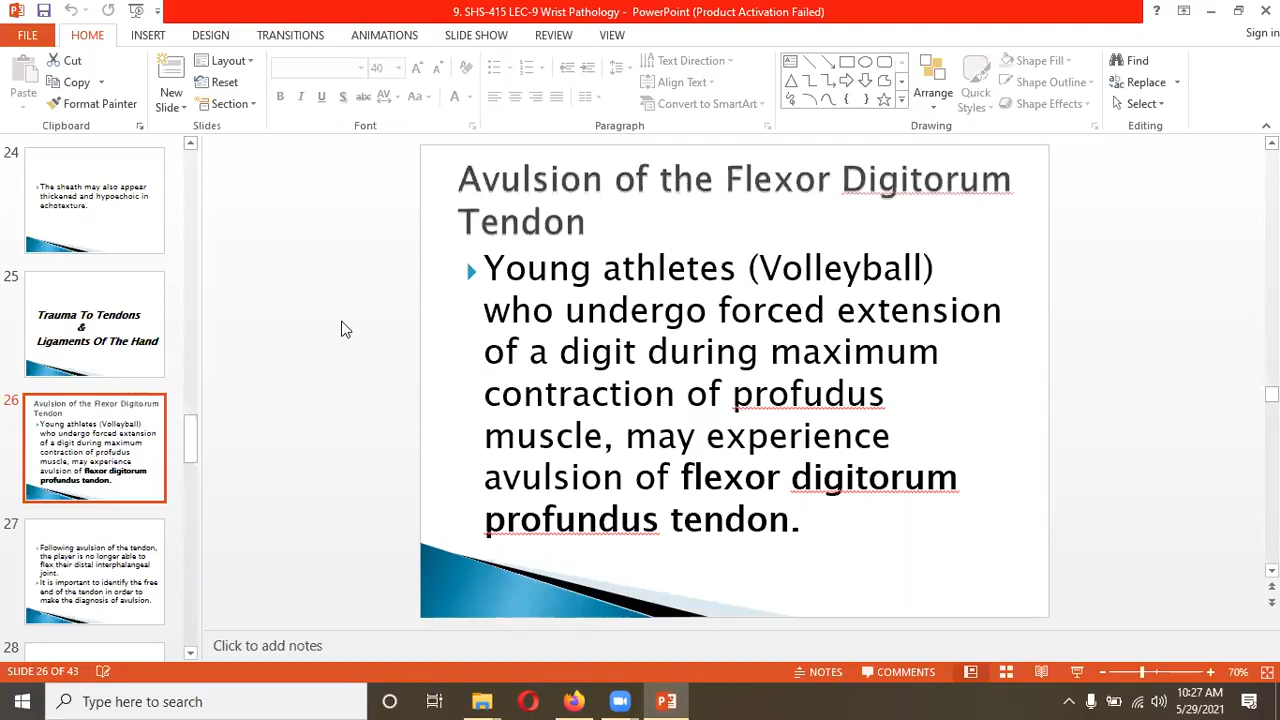 9. SHS-415 LEC-9 Wrist Pathology - PowerPoint (Product Activation Failed)
Sign in
FILE HOME INSERT DESIGN TRANSITIONS ANIMATIONS SLIDE SHOW REVIEW VIEW
Paste
Cut
Copy
Format Painter
Clipboard
New Slide
Layout
Reset
Section
Slides
40
B I U S abc AV Aa A
Font
Text Direction
Align Text
Convert to SmartArt
Paragraph
Arrange
Quick Styles
Shape Fill
Shape Outline
Shape Effects
Drawing
Find
Replace
Select
Editing
24
The sheath may also appear
thickened and hypoechoic in
echotexture.
25
Trauma To Tendons
&
Ligaments Of The Hand
26
Avulsion of the Flexor Digitorum
Tendon
Young athletes (Volleyball)
who undergo forced extension
of a digit during maximum
contraction of profudus
muscle, may experience
avulsion of flexor digitorum
profundus tendon.
27
Following avulsion of the tendon,
the player is no longer able to
flex their distal interphalangeal
joint.
It is important to identify the free
end of the tendon in order to
make the diagnosis of avulsion.
28
Avulsion of the Flexor Digitorum
Tendon
Young athletes (Volleyball)
who undergo forced extension
of a digit during maximum
contraction of profudus
muscle, may experience
avulsion of flexor digitorum
profundus tendon.
Click to add notes
SLIDE 26 OF 43
NOTES
COMMENTS
70%
Type here to search
10:27 AM
5/29/2021